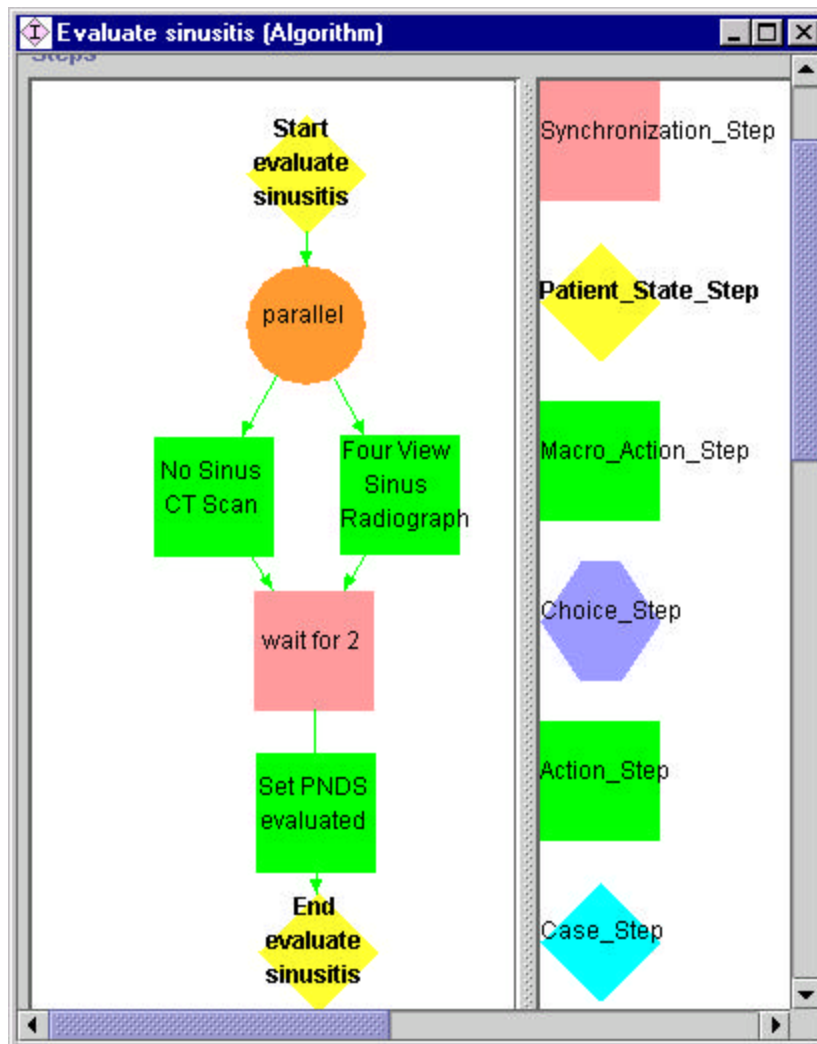 Evaluate sinusitis (Algorithm)
Steps
Start
evaluate
sinusitis
parallel
No Sinus
CT Scan
Four View
Sinus
Radiograph
wait for 2
Set PNDS
evaluated
End
evaluate
sinusitis
Synchronization_Step
Patient_State_Step
Macro_Action_Step
Choice_Step
Action_Step
Case_Step